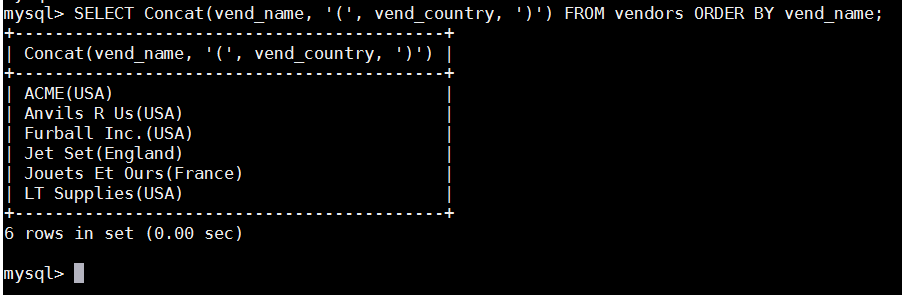 mysql> SELECT Concat(vend_name, '(', vend_country, ')') FROM vendors ORDER BY vend_name;
+-------------------------------------------+
| Concat(vend_name, '(', vend_country, ')') |
+-------------------------------------------+
| ACME(USA)                                 |
| Anvils R Us(USA)                          |
| Furball Inc.(USA)                         |
| Jet Set(England)                          |
| Jouets Et Ours(France)                    |
| LT Supplies(USA)                          |
+-------------------------------------------+
6 rows in set (0.00 sec)
mysql>